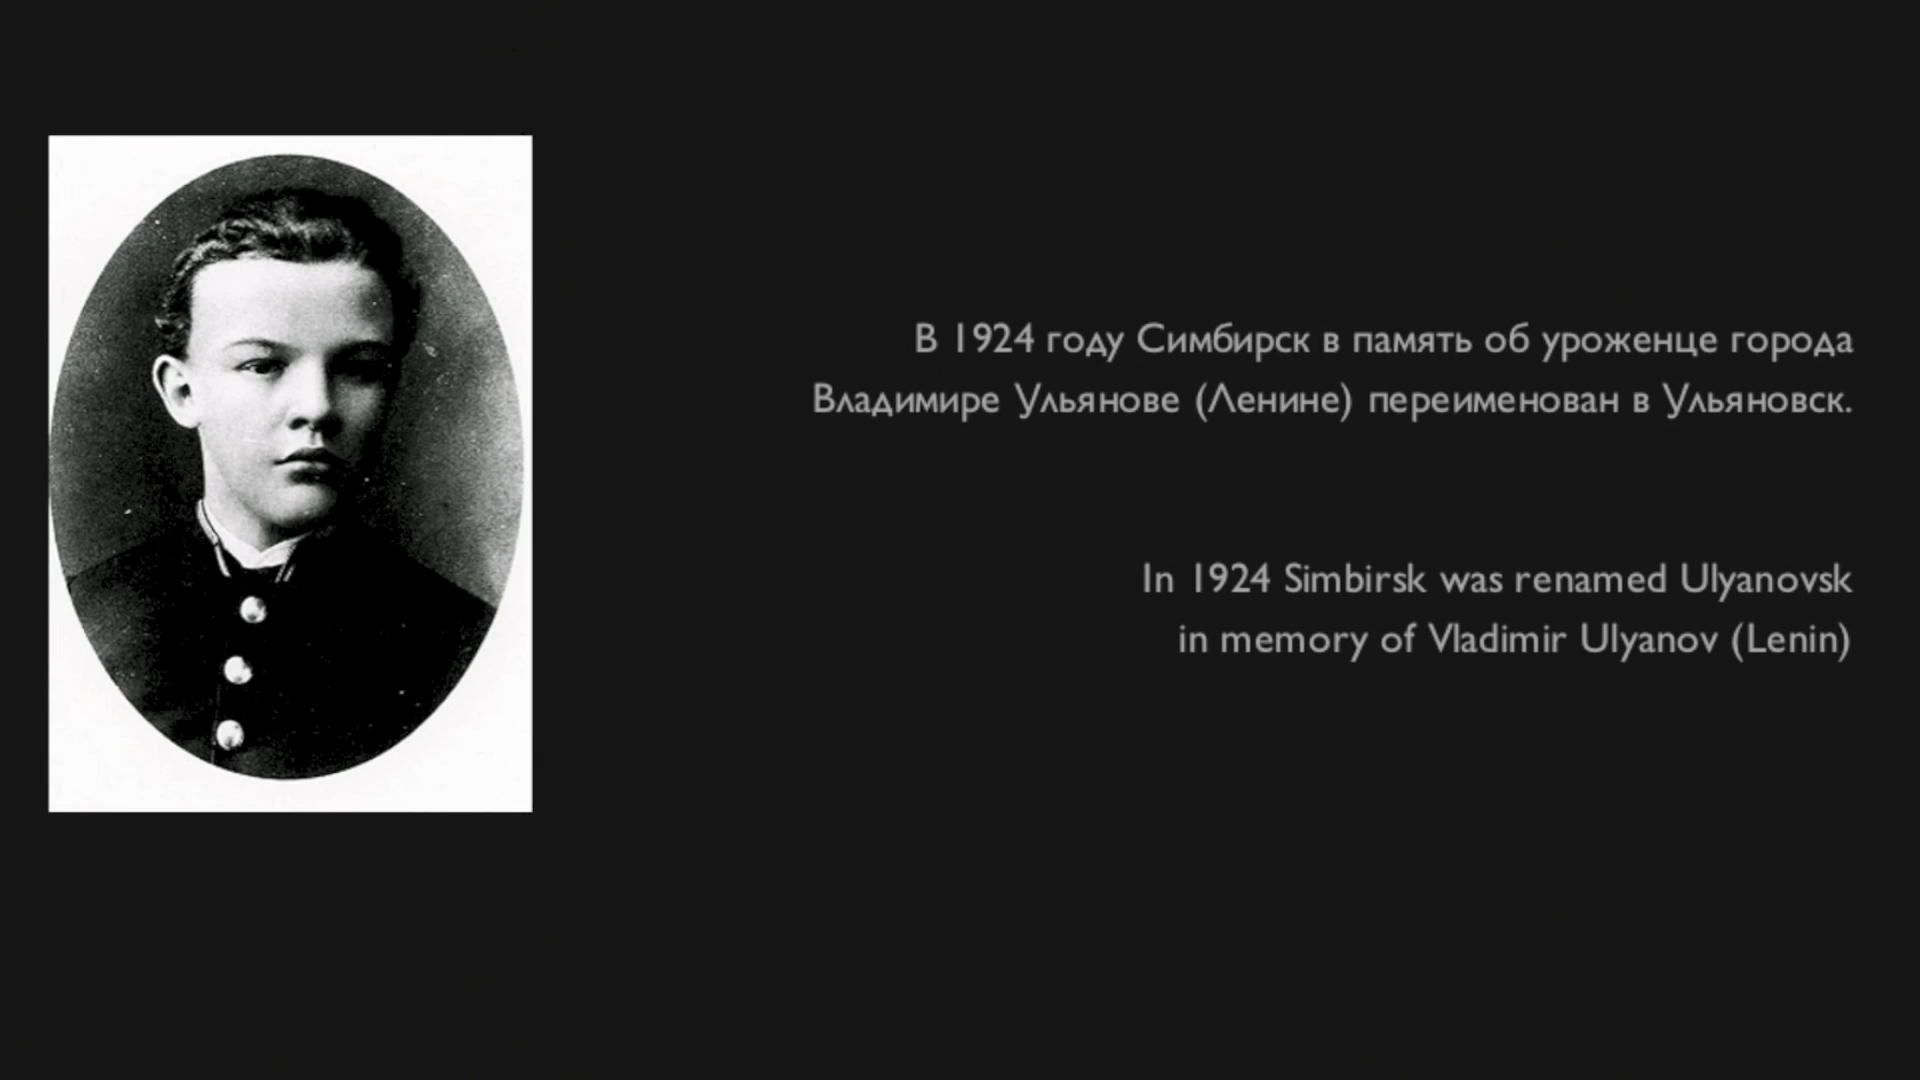 В 1924 году Симбирск в память об уроженце города
Владимире Ульянове (Ленине) переименован в Ульяновск.
In 1924 Simbirsk was renamed Ulyanovsk
in memory of Vladimir Ulyanov (Lenin)